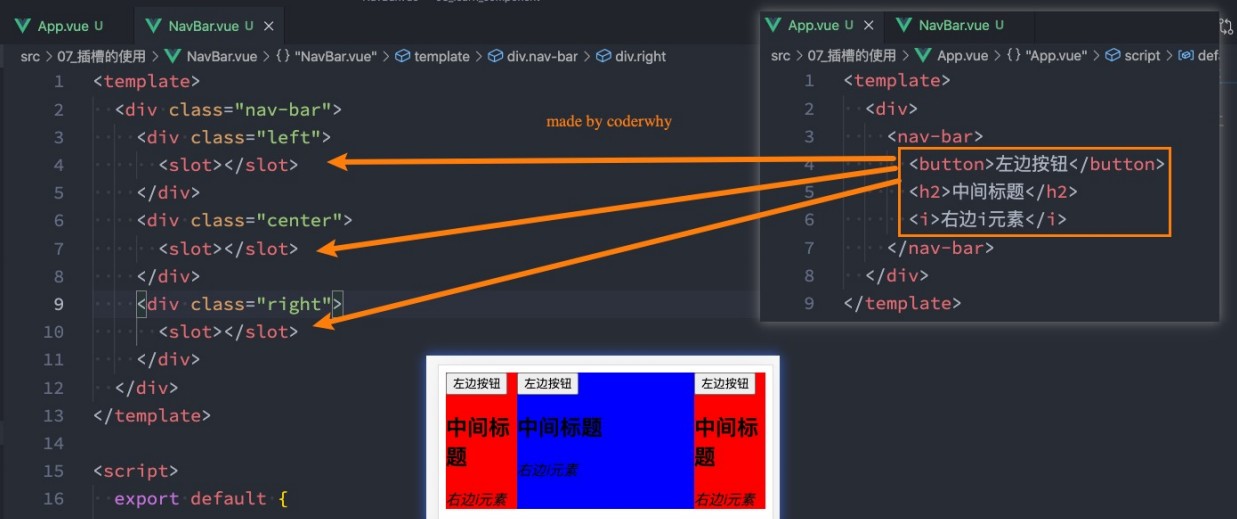 App.vue U
NavBar.vue U ×
src > 07_插槽的使用 > NavBar.vue > {} "NavBar.vue" > template > div.nav-bar > div.right
1 <template>
2 <div class="nav-bar">
3 <div class="left">
4 <slot></slot>
5 </div>
6 <div class="center">
7 <slot></slot>
8 </div>
9 <div class="right">
10 <slot></slot>
11 </div>
12 </div>
13 </template>
14
15 <script>
16 export default {
made by coderwhy
App.vue U ×
NavBar.vue U
src > 07_插槽的使用 > App.vue > {} "App.vue" > script > def
1 <template>
2 <div>
3 <nav-bar>
4 <button>左边按钮</button>
5 <h2>中间标题</h2>
6 <i>右边i元素</i>
7 </nav-bar>
8 </div>
9 </template>
左边按钮
中间标
题
右边i元素
左边按钮
中间标题
右边i元素
左边按钮
中间标
题
右边i元素